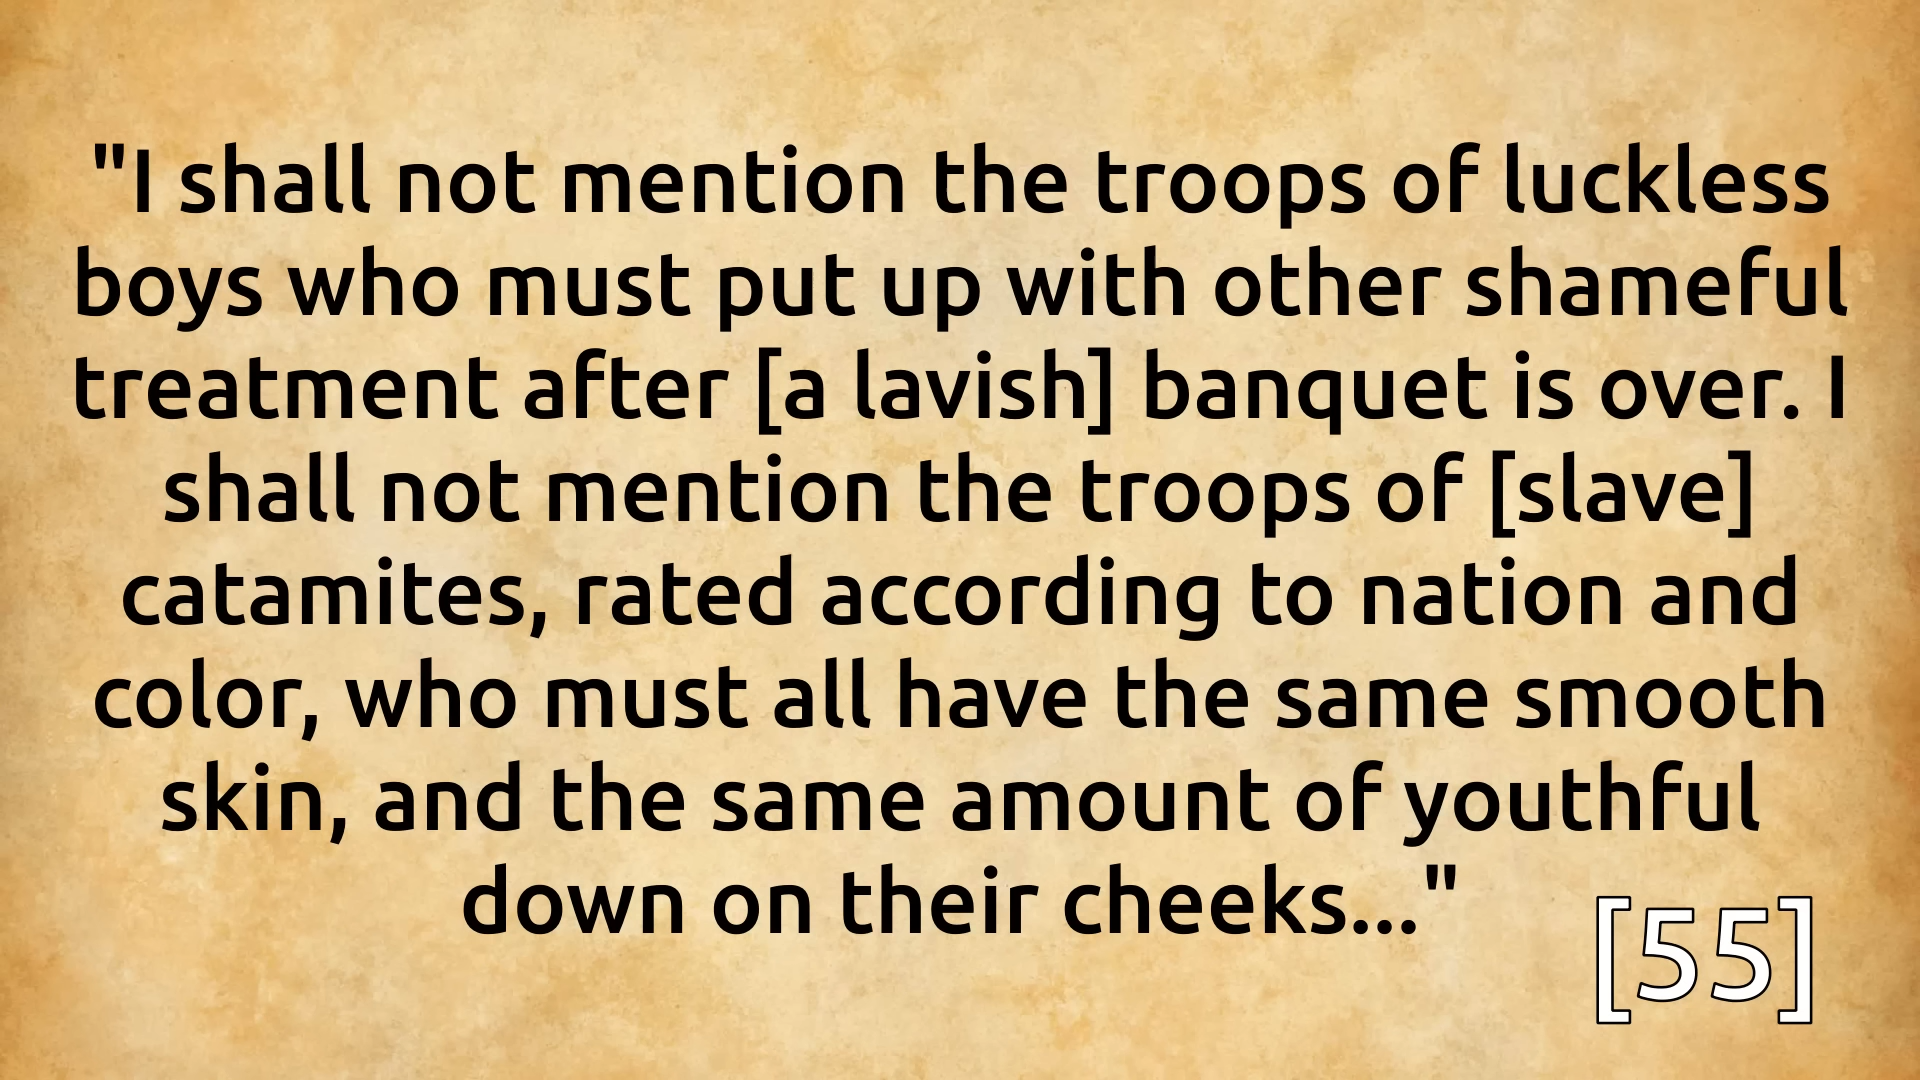 "I shall not mention the troops of luckless
boys who must put up with other shameful
treatment after [a lavish] banquet is over. I
shall not mention the troops of [slave]
catamites, rated according to nation and
color, who must all have the same smooth
skin, and the same amount of youthful
down on their cheeks..."
[55]